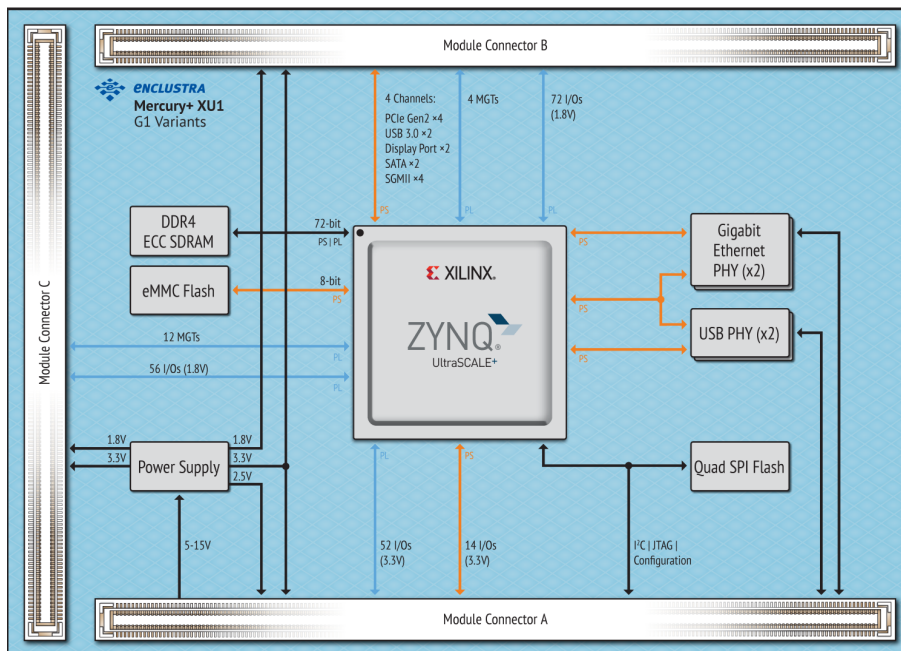 Module Connector B
Module Connector C
enclustra
Mercury+ XU1
G1 Variants
4 Channels:
PCIe Gen2 ×4
USB 3.0 ×2
Display Port ×2
SATA ×2
SGMII ×4
PS
4 MGTs
PL
72 I/Os
(1.8V)
PL
DDR4
ECC SDRAM
72-bit
PS | PL
eMMC Flash
8-bit
PS
12 MGTs
PL
56 I/Os (1.8V)
PL
XILINX®
ZYNQ®
UltraSCALE+
PS
PS
PS
Gigabit
Ethernet
PHY (x2)
USB PHY (x2)
1.8V
3.3V
Power Supply
1.8V
3.3V
2.5V
5-15V
PL
52 I/Os
(3.3V)
PS
14 I/Os
(3.3V)
Quad SPI Flash
I²C | JTAG |
Configuration
Module Connector A